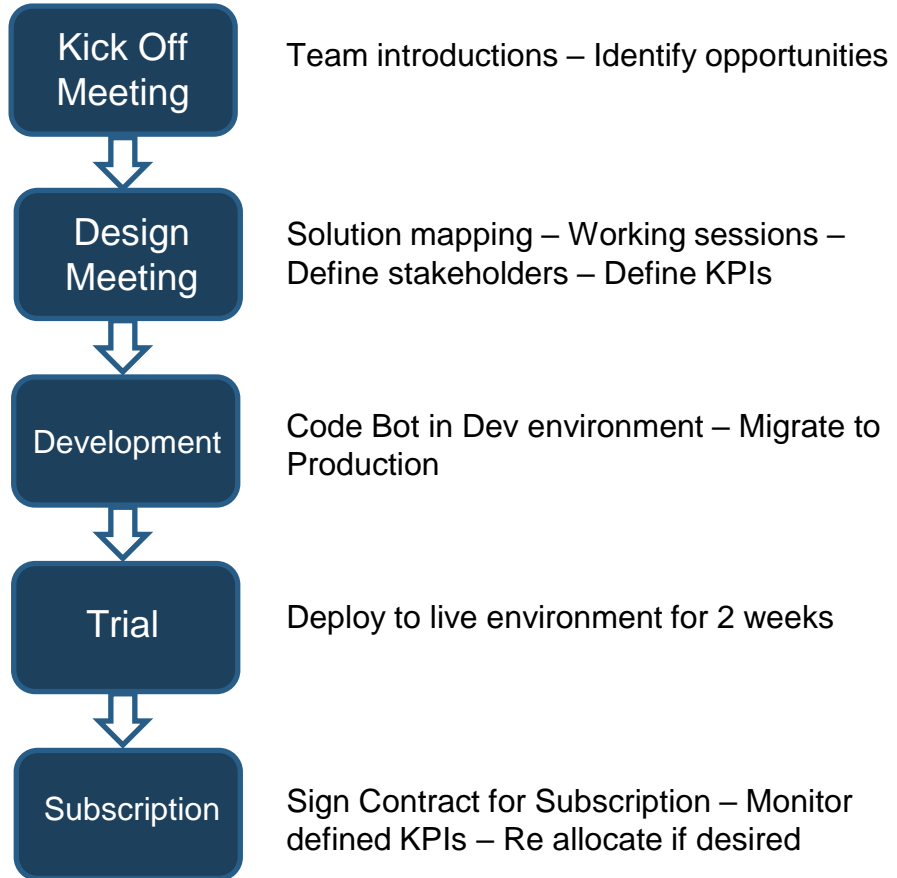 Kick Off
Meeting
Team introductions – Identify opportunities
Design
Meeting
Solution mapping – Working sessions –
Define stakeholders – Define KPIs
Development
Code Bot in Dev environment – Migrate to
Production
Trial
Deploy to live environment for 2 weeks
Subscription
Sign Contract for Subscription – Monitor
defined KPIs – Re allocate if desired